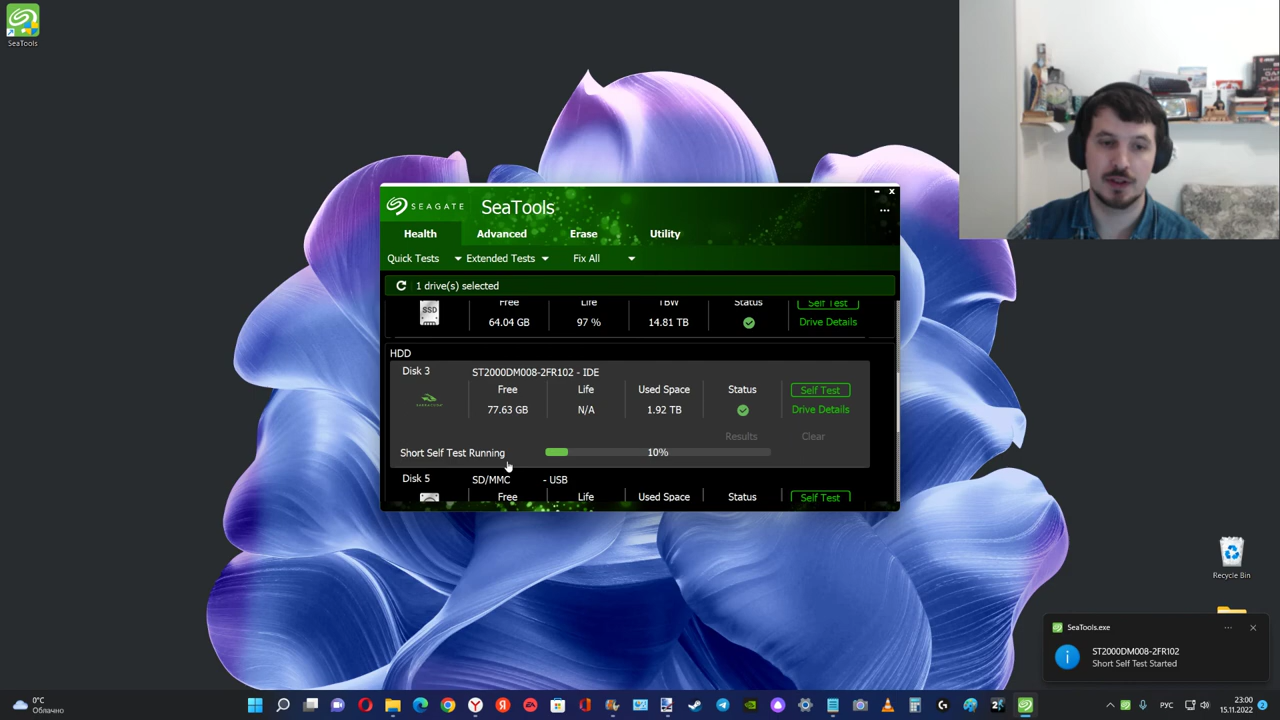 SeaTools
SEAGATE
SeaTools
...
Health
Advanced
Erase
Utility
Quick Tests
Extended Tests
Fix All
1 drive(s) selected
Free
Life
TBW
Status
Self Test
SSD
64.04 GB
97 %
14.81 TB
Drive Details
HDD
Disk 3
ST2000DM008-2FR102 - IDE
Free
Life
Used Space
Status
Self Test
77.63 GB
N/A
1.92 TB
Drive Details
Results
Clear
Short Self Test Running
10%
Disk 5
SD/MMC - USB
Free
Life
Used Space
Status
Self Test
Recycle Bin
SeaTools.exe
ST2000DM008-2FR102
Short Self Test Started
0°C
Облачно
РУС
23:00
15.11.2022
2